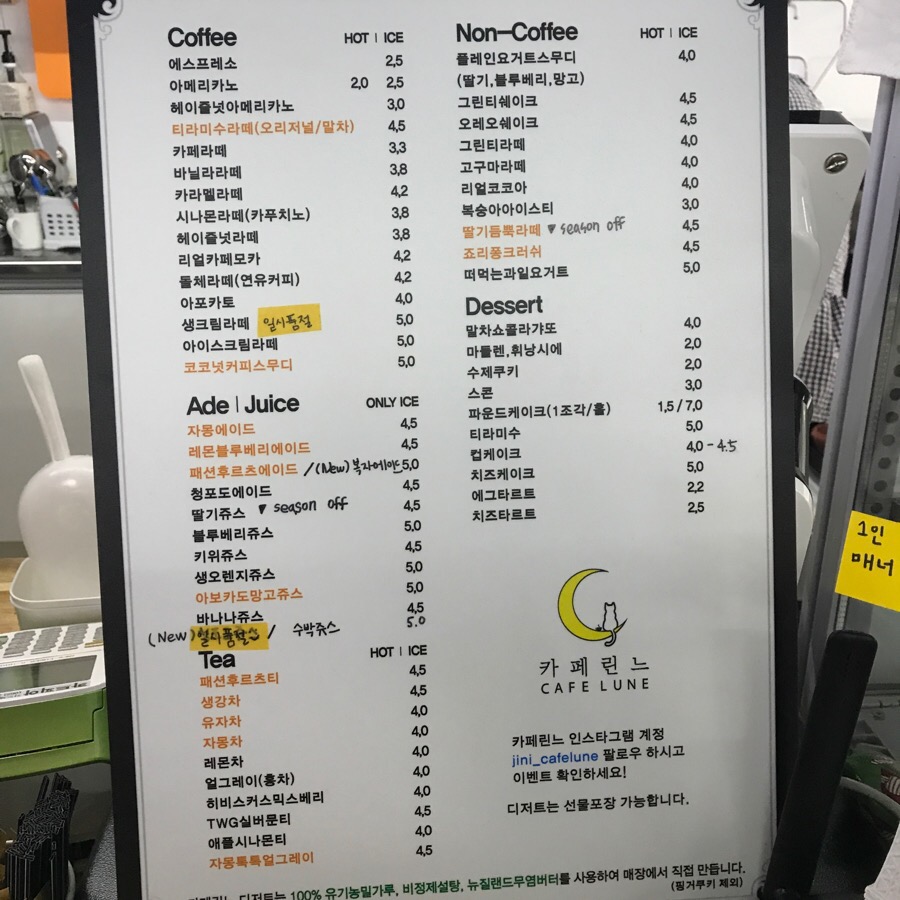 Coffee HOT | ICE
에스프레소 2,5
아메리카노 2,0 2,5
헤이즐넛아메리카노 3,0
티라미수라떼(오리저널/말차) 4,5
카페라떼 3,3
바닐라라떼 3,8
카라멜라떼 4,2
시나몬라떼(카푸치노) 3,8
헤이즐넛라떼 3,8
리얼카페모카 4,2
돌체라떼(연유커피) 4,2
아포카토 4,0
생크림라떼 일시품절 5,0
아이스크림라떼 5,0
코코넛커피스무디 5,0
Ade | Juice ONLY ICE
자몽에이드 4,5
레몬블루베리에이드 4,5
패션후르츠에이드 /(New) 5,0
청포도에이드 4,5
딸기쥬스 ▼ season off 4,5
블루베리쥬스 5,0
키위쥬스 4,5
생오렌지쥬스 5,0
아보카도망고쥬스 5,0
바나나쥬스 4,5
(New) 일시품절 / 수박쥬스 5.0
Tea HOT | ICE
패션후르츠티 4,5
생강차 4,5
유자차 4,0
자몽차 4,0
레몬차 4,0
얼그레이(홍차) 4,0
히비스커스믹스베리 4,0
TWG실버문티 4,5
애플시나몬티 4,0
자몽톡톡얼그레이 4,5
Non-Coffee HOT | ICE
플레인요거트스무디 4,0
(딸기,블루베리,망고)
그린티쉐이크 4,5
오레오쉐이크 4,5
그린티라떼 4,0
고구마라떼 4,0
리얼코코아 4,0
복숭아아이스티 3,0
딸기듬뿍라떼 ▼ season off 4,5
죠리퐁크러쉬 4,5
떠먹는과일요거트 5,0
Dessert
말차쇼콜라갸또 4,0
마들렌,휘낭시에 2,0
수제쿠키 2,0
스콘 3,0
파운드케이크(1조각/홀) 1,5 / 7,0
티라미수 5,0
컵케이크 4,0 - 4.5
치즈케이크 5,0
에그타르트 2,2
치즈타르트 2,5
카페린느
CAFE LUNE
카페린느 인스타그램 계정
jini_cafelune 팔로우 하시고
이벤트 확인하세요!
디저트는 선물포장 가능합니다.
디저트는 100% 유기농밀가루, 비정제설탕, 뉴질랜드무염버터를 사용하여 매장에서 직접 만듭니다.
(핑거쿠키 제외)
1인
매너